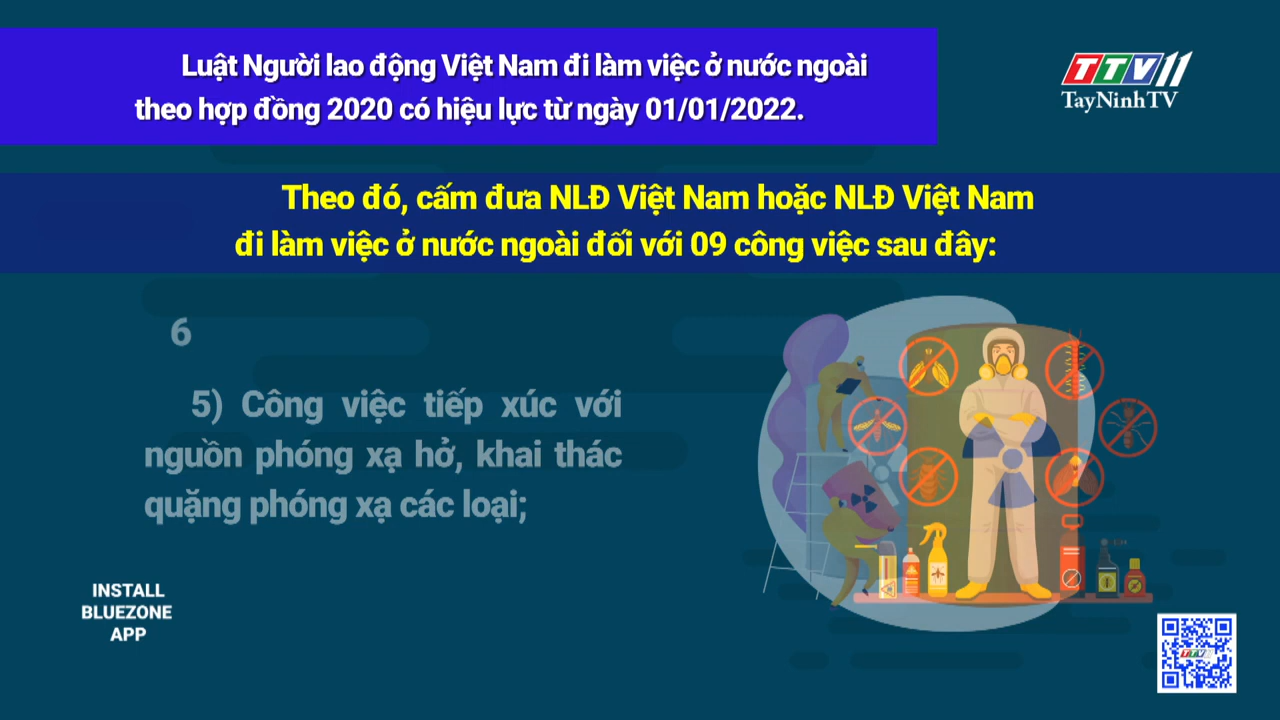 Luật Người lao động Việt Nam đi làm việc ở nước ngoài
theo hợp đồng 2020 có hiệu lực từ ngày 01/01/2022.
TTV11
TayNinhTV
Theo đó, cấm đưa NLĐ Việt Nam hoặc NLĐ Việt Nam
đi làm việc ở nước ngoài đối với 09 công việc sau đây:
6
5) Công việc tiếp xúc với
nguồn phóng xạ hở, khai thác
quặng phóng xạ các loại;
INSTALL
BLUEZONE
APP
TTV11